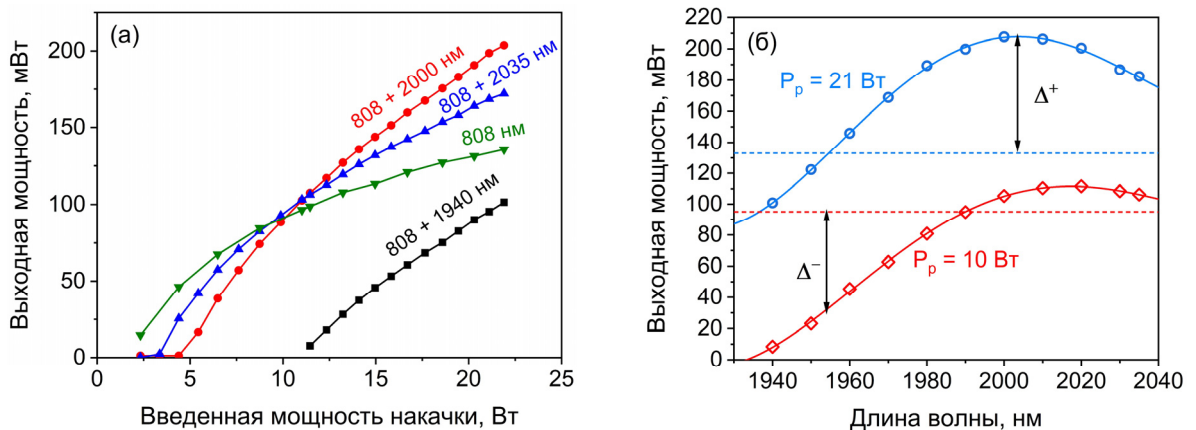 (а)
Выходная мощность, мВт
200
150
100
50
0
0
5
10
15
20
25
Введенная мощность накачки, Вт
808 + 2000 нм
808 + 2035 нм
808 нм
808 + 1940 нм
(б)
Выходная мощность, мВт
220
200
180
160
140
120
100
80
60
40
20
0
1940
1960
1980
2000
2020
2040
Длина волны, нм
Pp = 21 Вт
Δ+
Δ−
Pp = 10 Вт